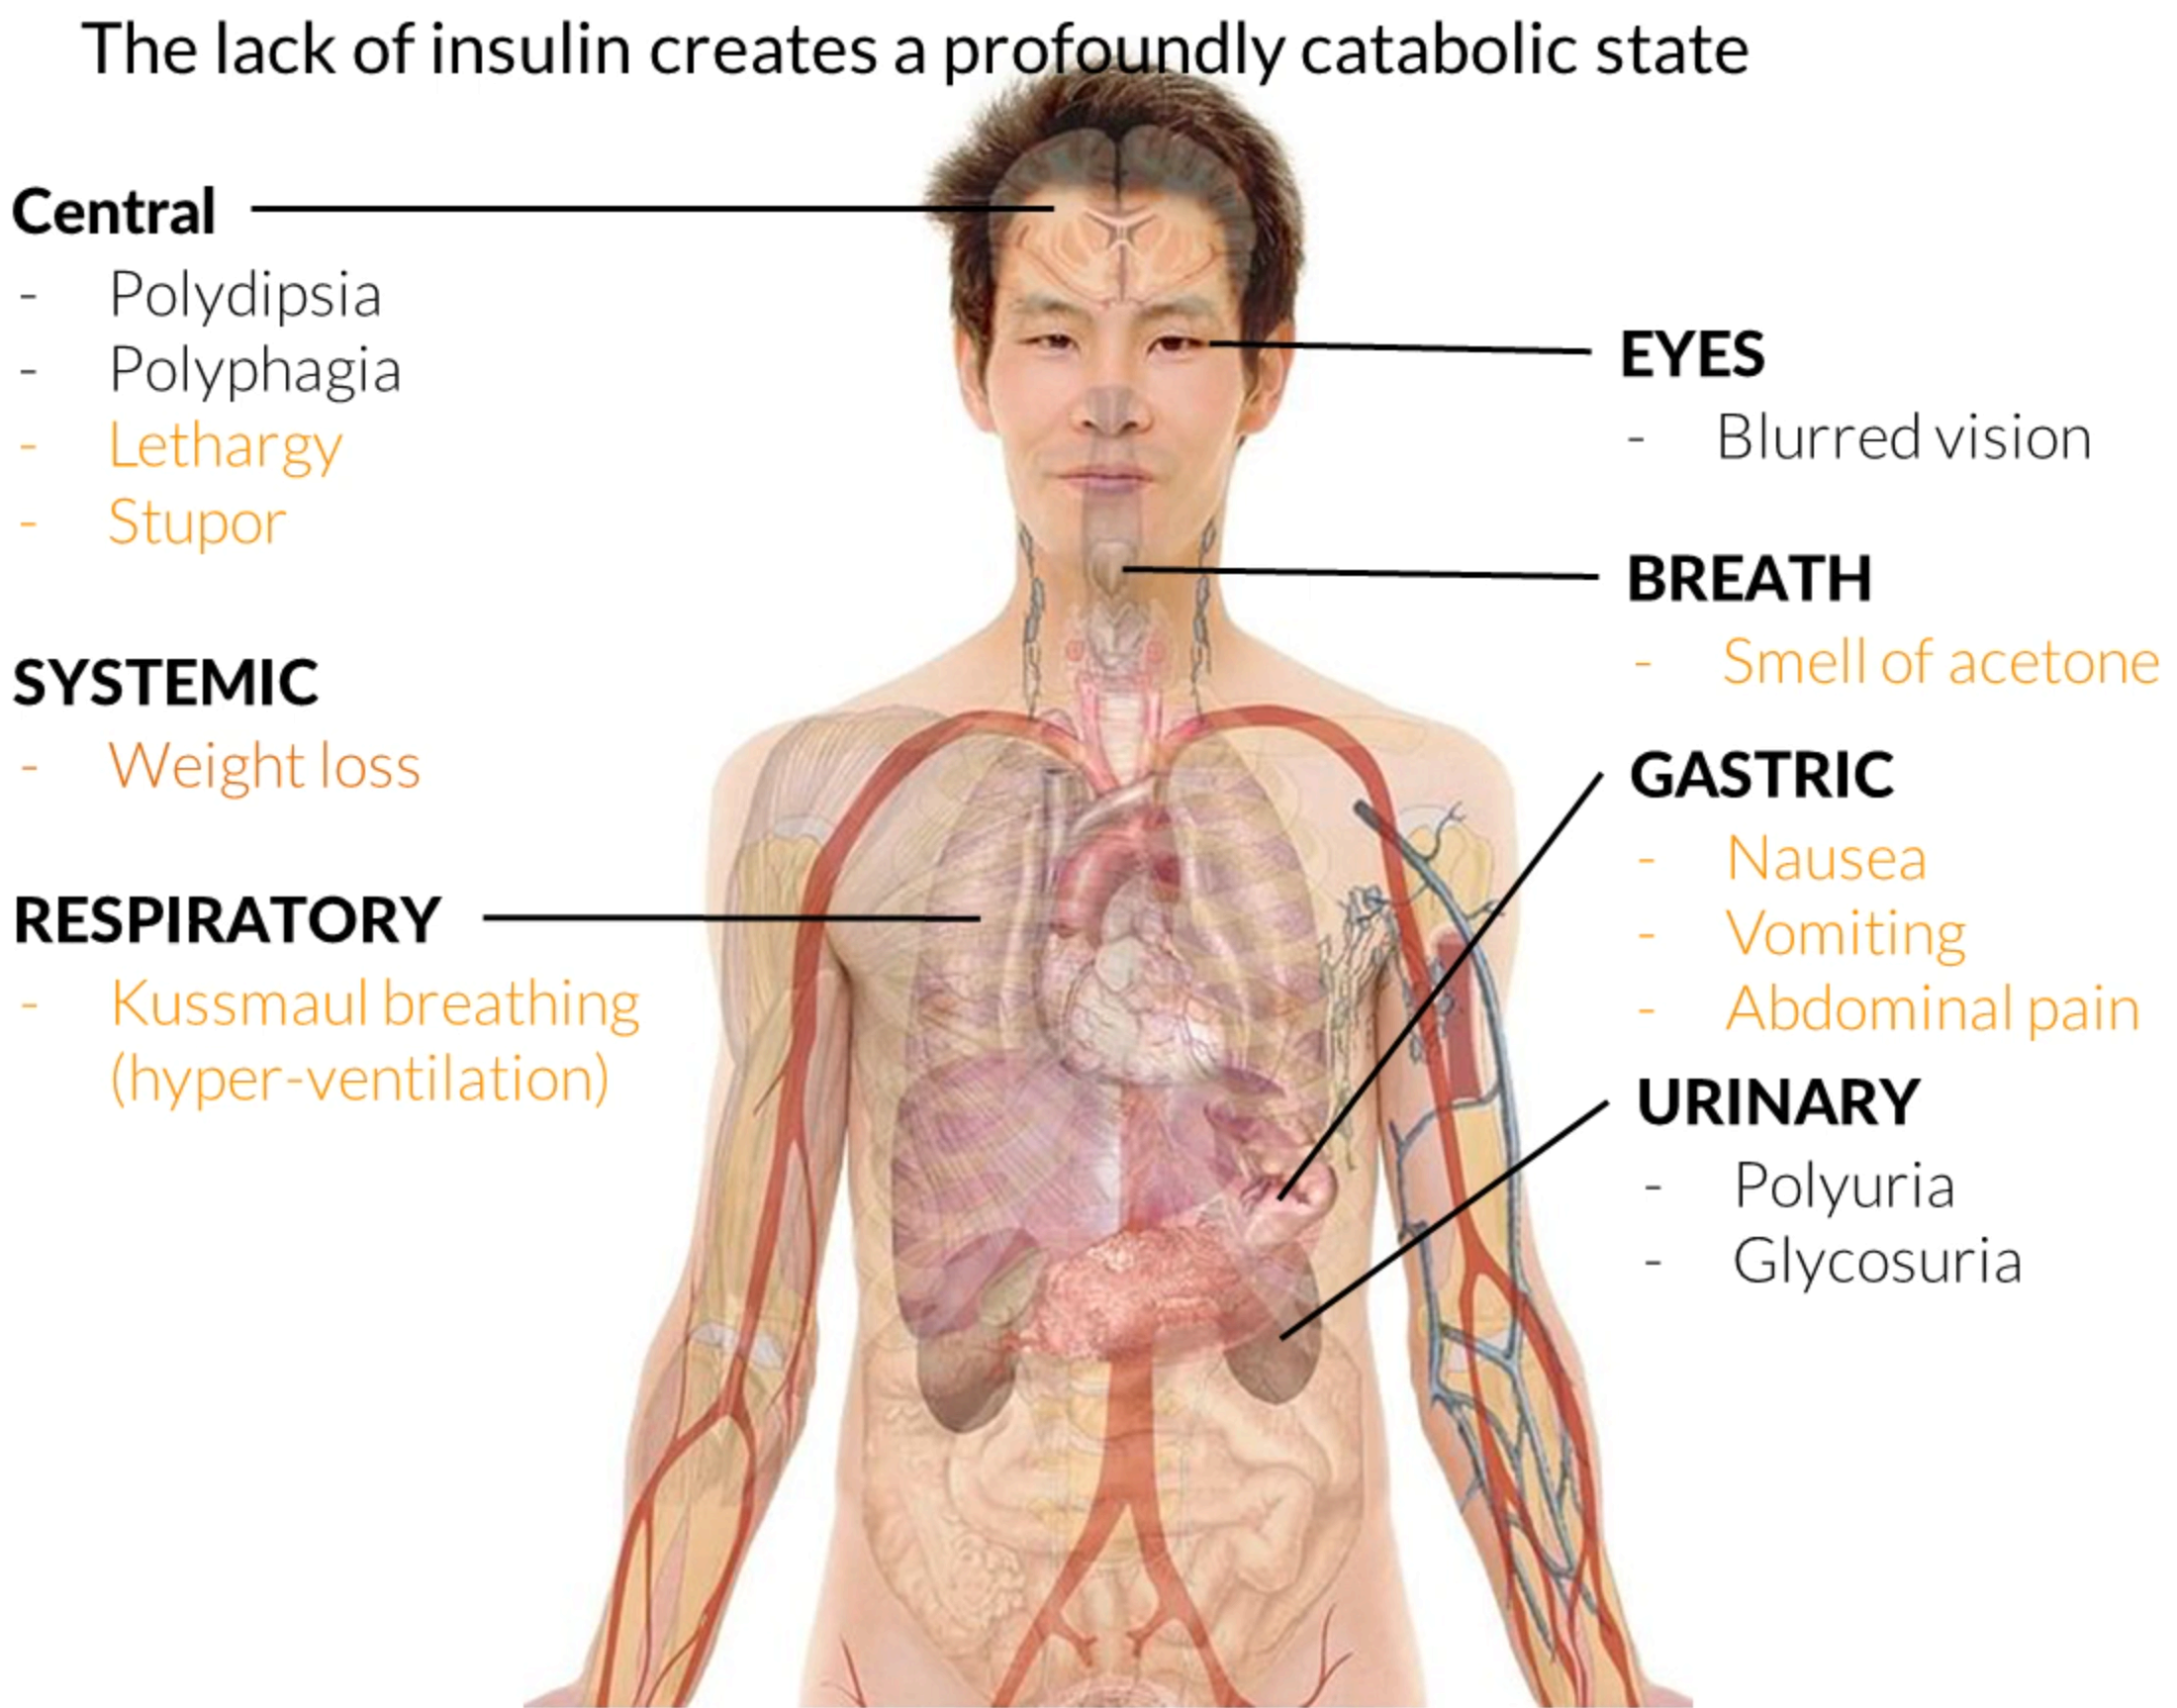 The lack of insulin creates a profoundly catabolic state
Central
- Polydipsia
- Polyphagia
- Lethargy
- Stupor
SYSTEMIC
- Weight loss
RESPIRATORY
- Kussmaul breathing
(hyper-ventilation)
EYES
- Blurred vision
BREATH
- Smell of acetone
GASTRIC
- Nausea
- Vomiting
- Abdominal pain
URINARY
- Polyuria
- Glycosuria